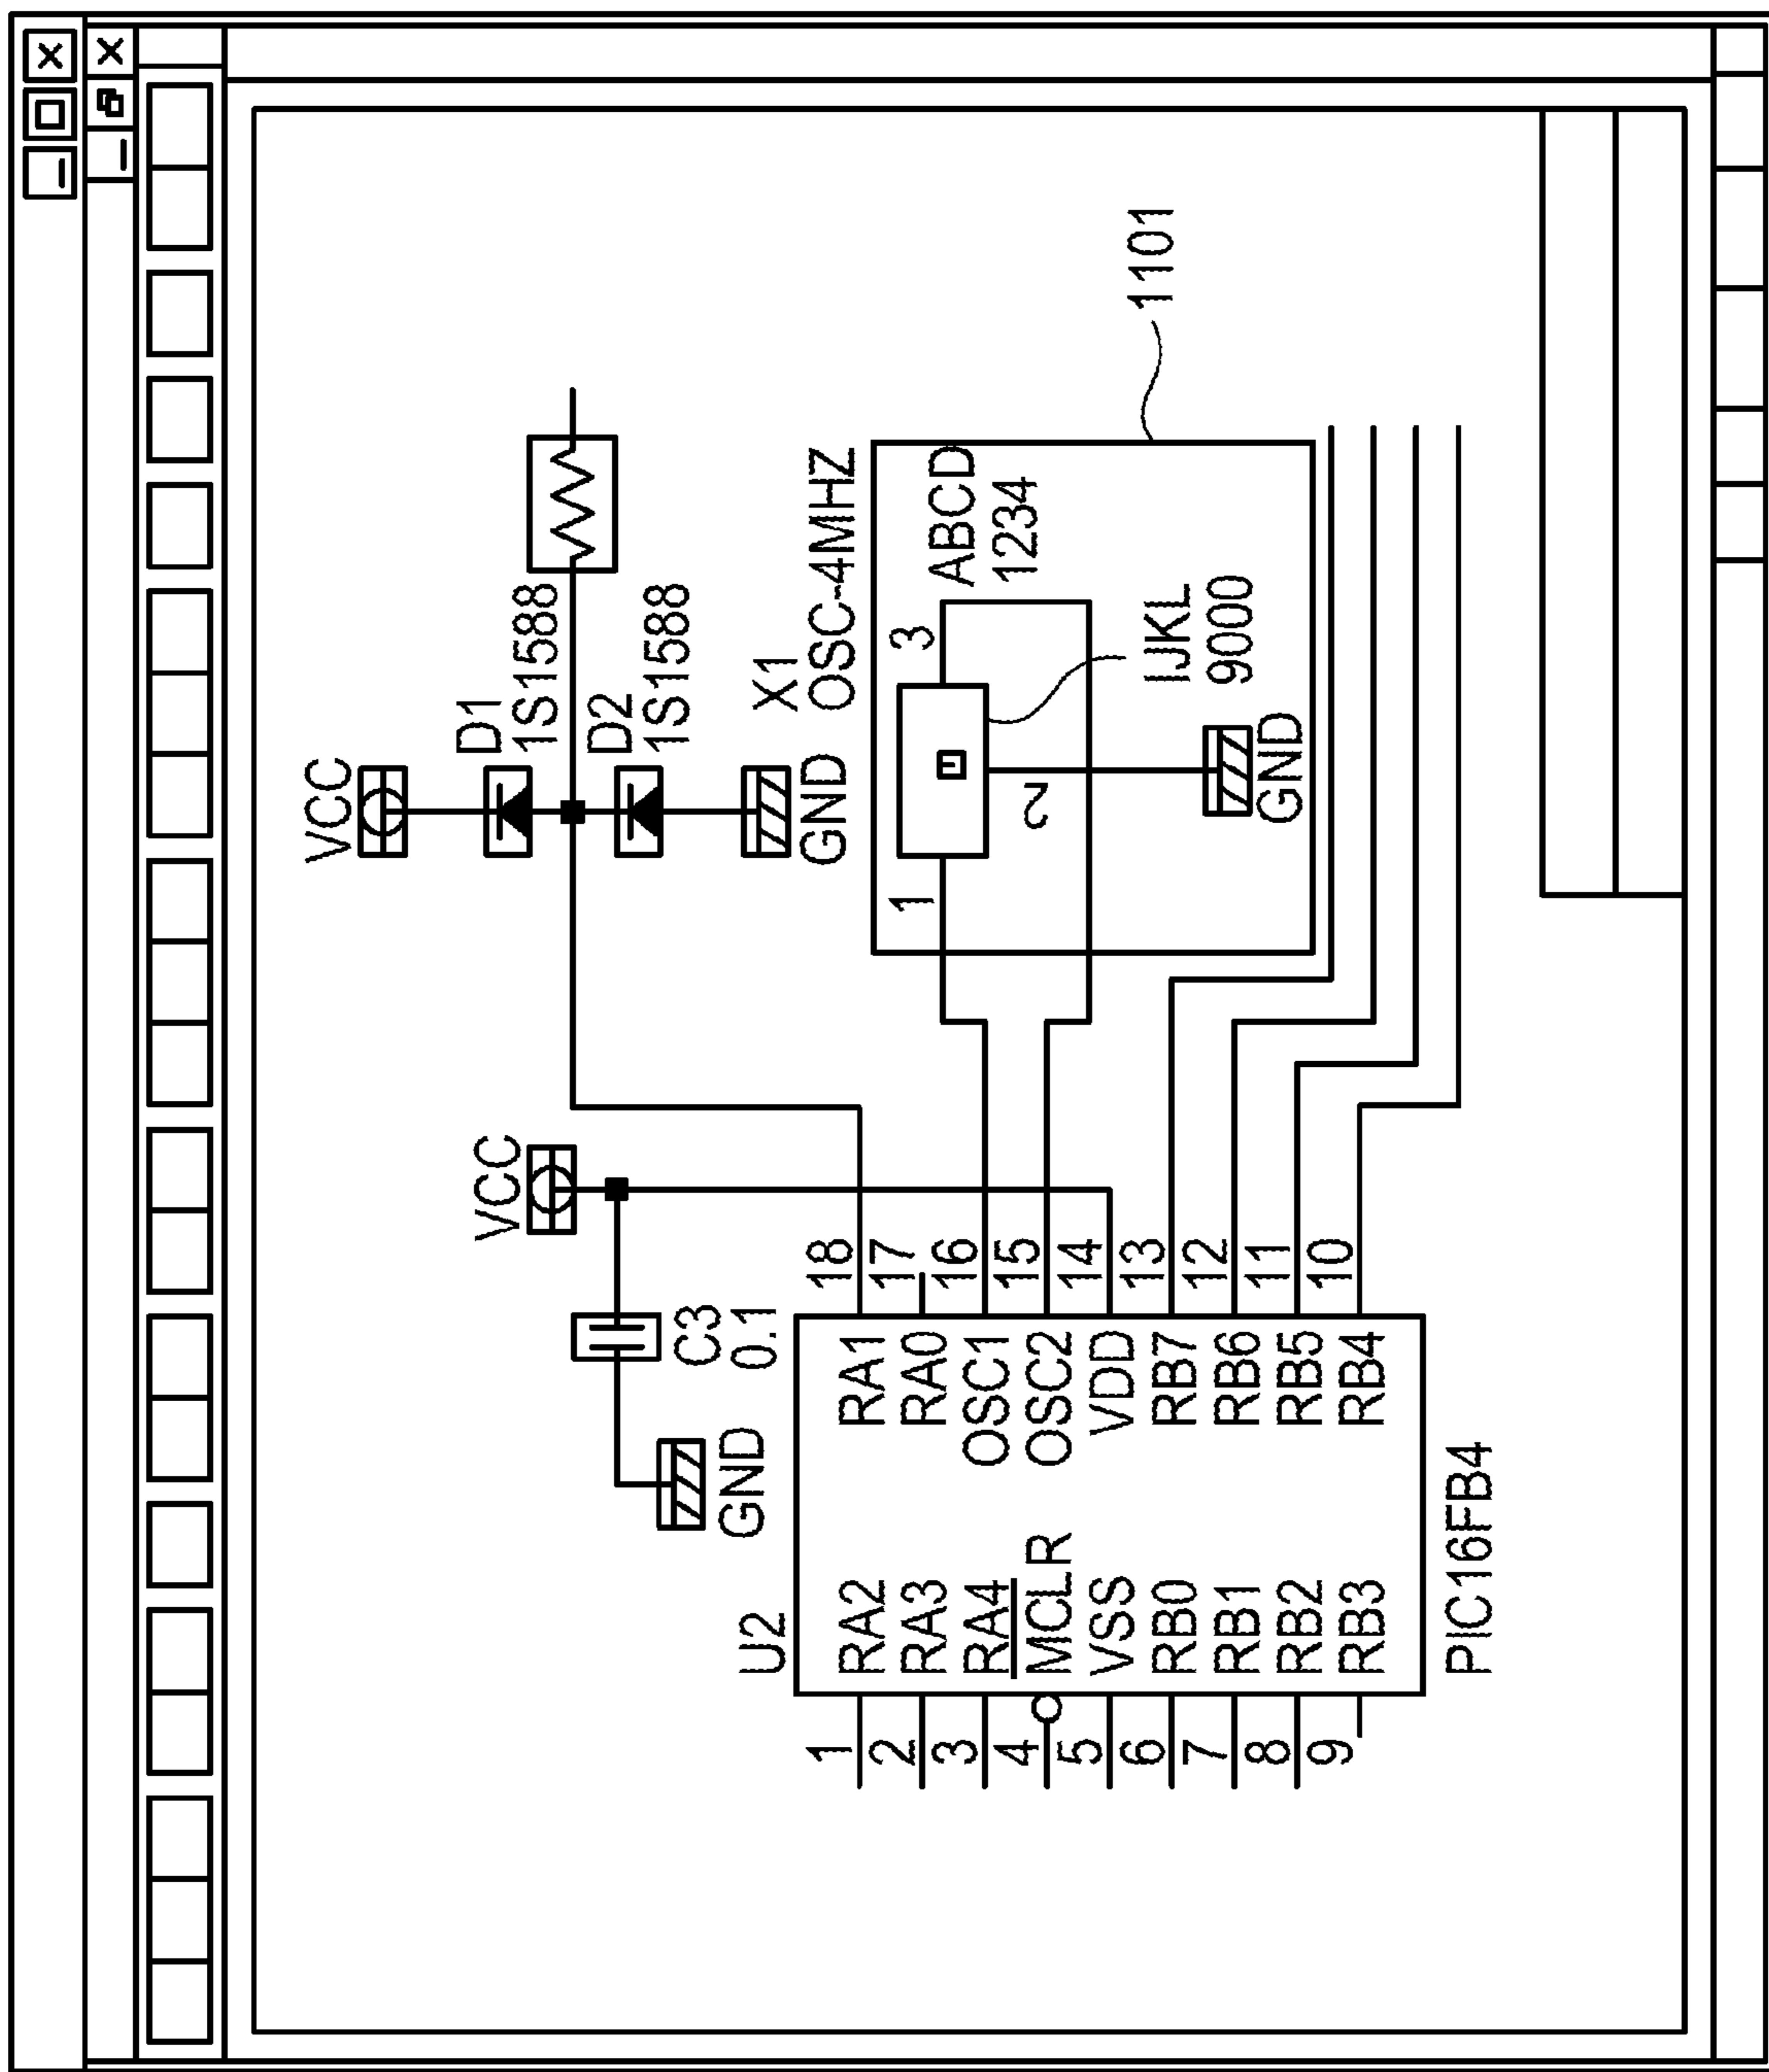 VCC
D1
1S1588
D2
1S1588
GND
VCC
C3
0.1
GND
X1
OSC-4MHZ
ABCD
1234
1
3
2
IJKL
9000
GND
1101
U2
1 RA2
2 RA3
3 RA4
4 MCLR
5 VSS
6 RB0
7 RB1
8 RB2
9 RB3
RA1 18
RA0 17
OSC1 16
OSC2 15
VDD 14
RB7 13
RB6 12
RB5 11
RB4 10
PIC16FB4